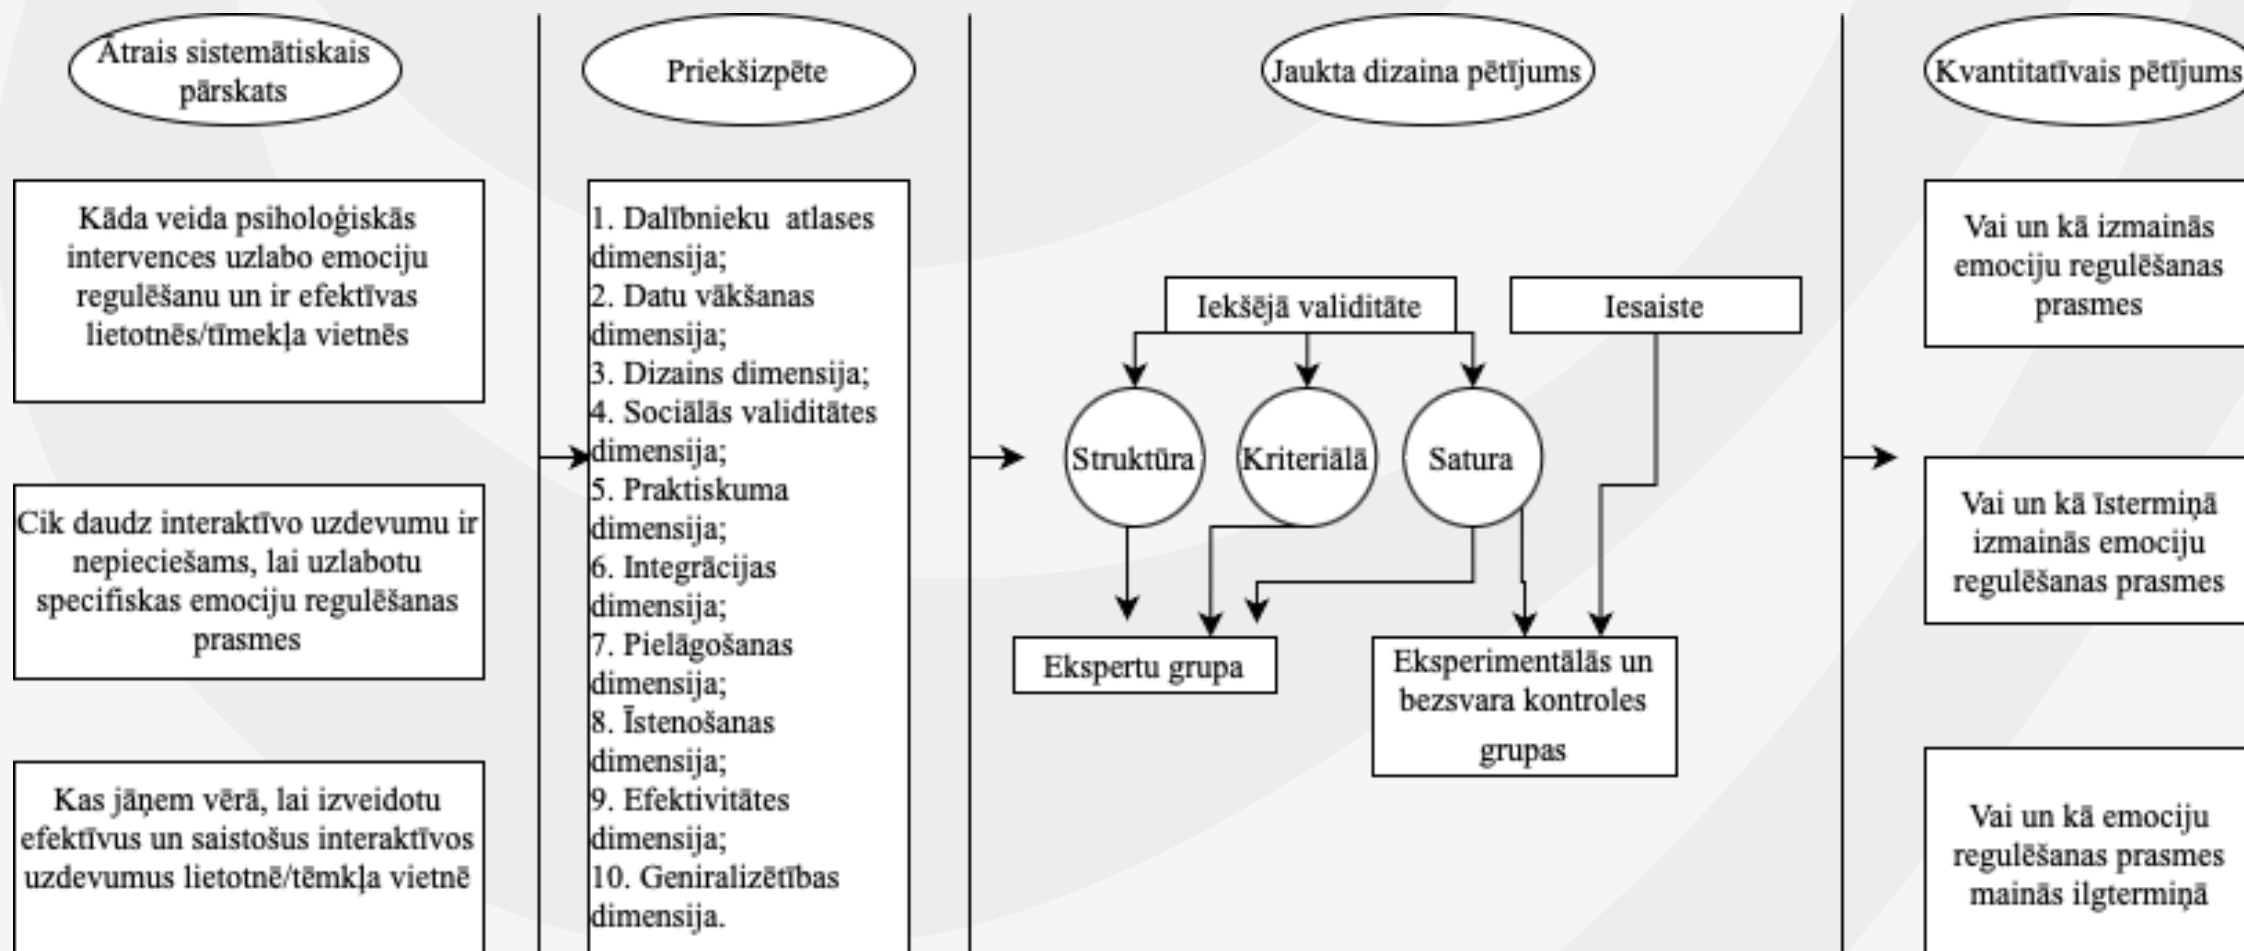 Ātrais sistemātiskais
pārskats
Kāda veida psiholoģiskās
intervences uzlabo emociju
regulēšanu un ir efektīvas
lietotnēs/tīmekļa vietnēs
Cik daudz interaktīvo uzdevumu ir
nepieciešams, lai uzlabotu
specifiskas emociju regulēšanas
prasmes
Kas jāņem vērā, lai izveidotu
efektīvus un saistošus interaktīvos
uzdevumus lietotnē/tēmkļa vietnē
Priekšizpēte
1. Dalībnieku atlases
dimensija;
2. Datu vākšanas
dimensija;
3. Dizains dimensija;
4. Sociālās validitātes
dimensija;
5. Praktiskuma
dimensija;
6. Integrācijas
dimensija;
7. Pielāgošanas
dimensija;
8. Īstenošanas
dimensija;
9. Efektivitātes
dimensija;
10. Geniralizētības
dimensija.
Jaukta dizaina pētījums
Iekšējā validitāte
Iesaiste
Struktūra
Kriteriālā
Satura
Ekspertu grupa
Eksperimentālās un
bezsvara kontroles
grupas
Kvantitatīvais pētījums
Vai un kā izmainās
emociju regulēšanas
prasmes
Vai un kā īstermiņā
izmainās emociju
regulēšanas prasmes
Vai un kā emociju
regulēšanas prasmes
mainās ilgtermiņā